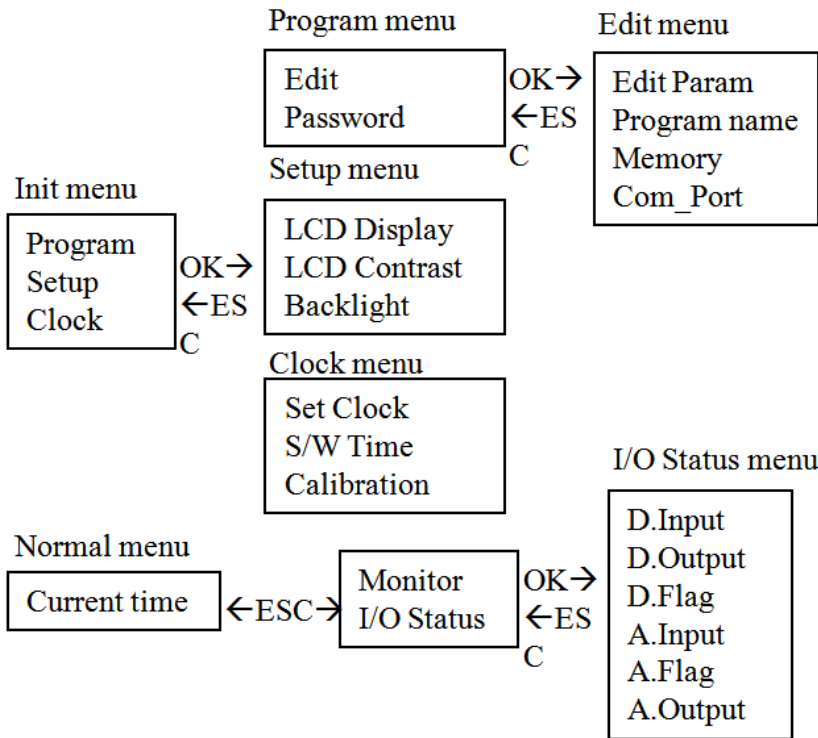 Program menu
Edit
Password
OK→
←ES
C
Edit menu
Edit Param
Program name
Memory
Com_Port
Init menu
Program
Setup
Clock
OK→
←ES
C
Setup menu
LCD Display
LCD Contrast
Backlight
Clock menu
Set Clock
S/W Time
Calibration
Normal menu
Current time
←ESC→
Monitor
I/O Status
OK→
←ES
C
I/O Status menu
D.Input
D.Output
D.Flag
A.Input
A.Flag
A.Output